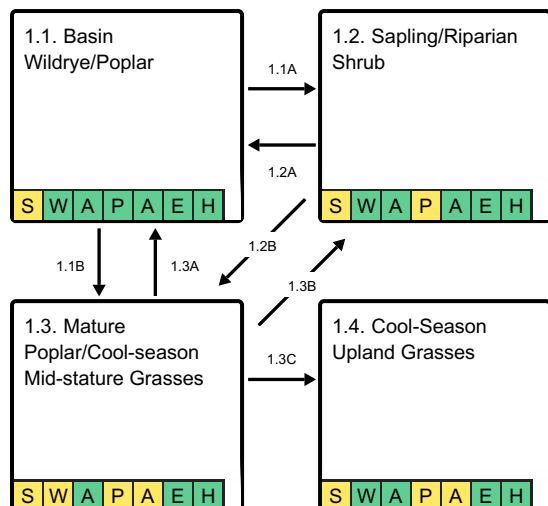 1.1. Basin
Wildrye/Poplar
S W A P A E H
1.1A
1.2A
1.2. Sapling/Riparian
Shrub
S W A P A E H
1.1B
1.3A
1.2B
1.3B
1.3. Mature
Poplar/Cool-season
Mid-stature Grasses
S W A P A E H
1.3C
1.4. Cool-Season
Upland Grasses
S W A P A E H